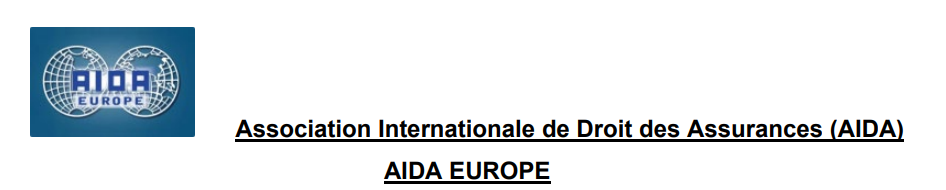 AIDA
EUROPE
Association Internationale de Droit des Assurances (AIDA)
AIDA EUROPE